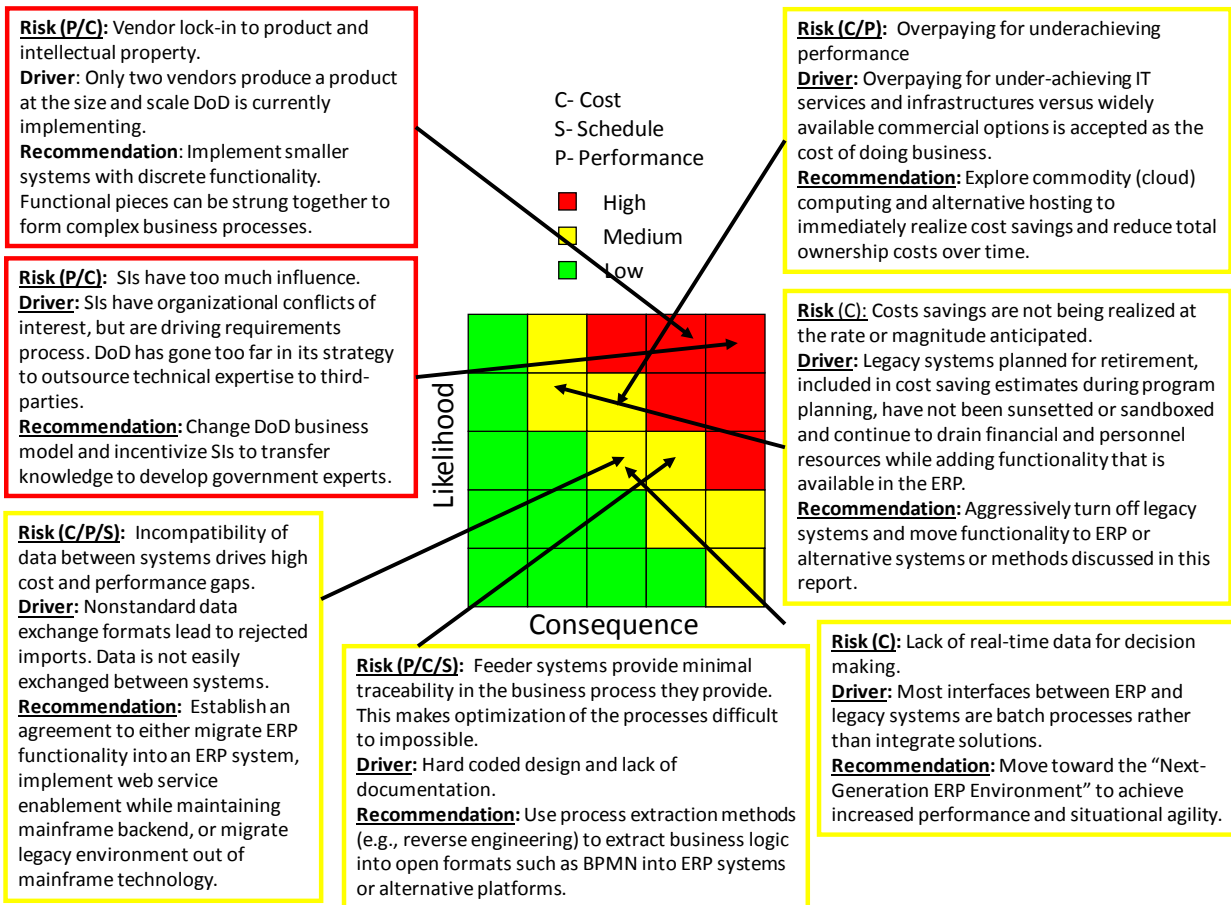 Risk (P/C): Vendor lock-in to product and
intellectual property.
Driver: Only two vendors produce a product
at the size and scale DoD is currently
implementing.
Recommendation: Implement smaller
systems with discrete functionality.
Functional pieces can be strung together to
form complex business processes.
Risk (P/C): SIs have too much influence.
Driver: SIs have organizational conflicts of
interest, but are driving requirements
process. DoD has gone too far in its strategy
to outsource technical expertise to third-
parties.
Recommendation: Change DoD business
model and incentivize SIs to transfer
knowledge to develop government experts.
Risk (C/P/S): Incompatibility of
data between systems drives high
cost and performance gaps.
Driver: Nonstandard data
exchange formats lead to rejected
imports. Data is not easily
exchanged between systems.
Recommendation: Establish an
agreement to either migrate ERP
functionality into an ERP system,
implement web service
enablement while maintaining
mainframe backend, or migrate
legacy environment out of
mainframe technology.
C- Cost
S- Schedule
P- Performance
High
Medium
Low
Likelihood
Consequence
Risk (P/C/S): Feeder systems provide minimal
traceability in the business process they provide.
This makes optimization of the processes difficult
to impossible.
Driver: Hard coded design and lack of
documentation.
Recommendation: Use process extraction methods
(e.g., reverse engineering) to extract business logic
into open formats such as BPMN into ERP systems
or alternative platforms.
Risk (C/P): Overpaying for underachieving
performance
Driver: Overpaying for under-achieving IT
services and infrastructures versus widely
available commercial options is accepted as the
cost of doing business.
Recommendation: Explore commodity (cloud)
computing and alternative hosting to
immediately realize cost savings and reduce total
ownership costs over time.
Risk (C): Costs savings are not being realized at
the rate or magnitude anticipated.
Driver: Legacy systems planned for retirement,
included in cost saving estimates during program
planning, have not been sunsetted or sandboxed
and continue to drain financial and personnel
resources while adding functionality that is
available in the ERP.
Recommendation: Aggressively turn off legacy
systems and move functionality to ERP or
alternative systems or methods discussed in this
report.
Risk (C): Lack of real-time data for decision
making.
Driver: Most interfaces between ERP and
legacy systems are batch processes rather
than integrate solutions.
Recommendation: Move toward the “Next-
Generation ERP Environment” to achieve
increased performance and situational agility.